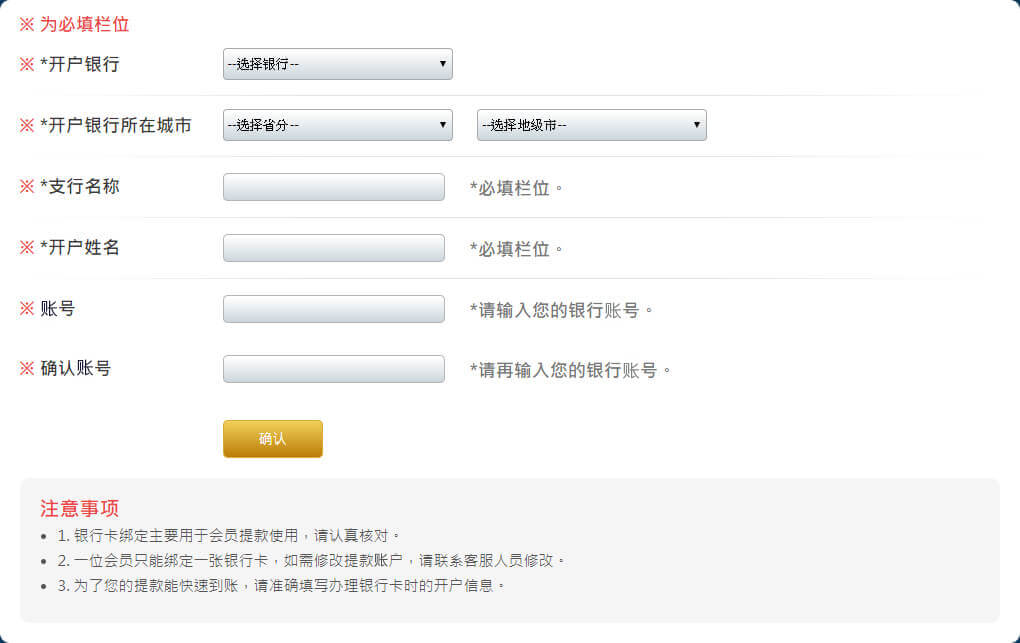 ※ 为必填栏位
※ *开户银行 --选择银行--
※ *开户银行所在城市 --选择省分-- --选择地级市--
※ *支行名称 *必填栏位。
※ *开户姓名 *必填栏位。
※ 账号 *请输入您的银行账号。
※ 确认账号 *请再输入您的银行账号。
确认
注意事项
• 1. 银行卡绑定主要用于会员提款使用，请认真核对。
• 2. 一位会员只能绑定一张银行卡，如需修改提款账户，请联系客服人员修改。
• 3. 为了您的提款能快速到账，请准确填写办理银行卡时的开户信息。